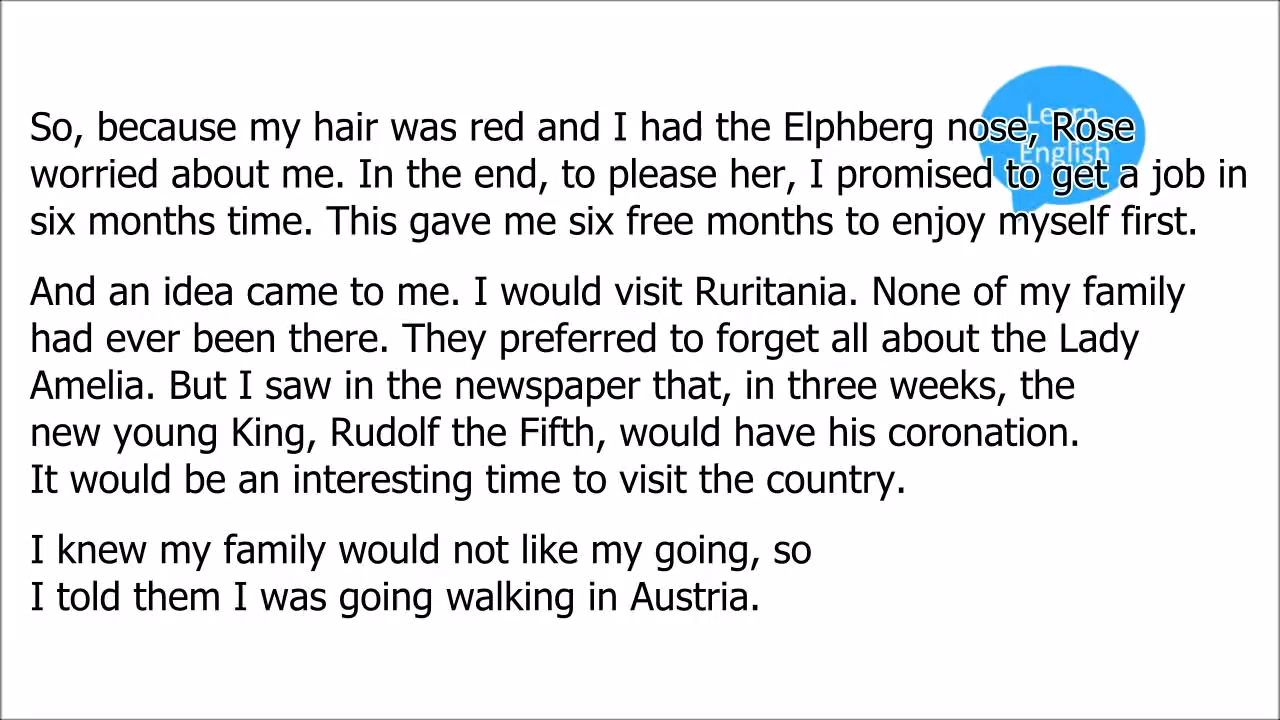 Learn
English
So, because my hair was red and I had the Elphberg nose, Rose
worried about me. In the end, to please her, I promised to get a job in
six months time. This gave me six free months to enjoy myself first.
And an idea came to me. I would visit Ruritania. None of my family
had ever been there. They preferred to forget all about the Lady
Amelia. But I saw in the newspaper that, in three weeks, the
new young King, Rudolf the Fifth, would have his coronation.
It would be an interesting time to visit the country.
I knew my family would not like my going, so
I told them I was going walking in Austria.